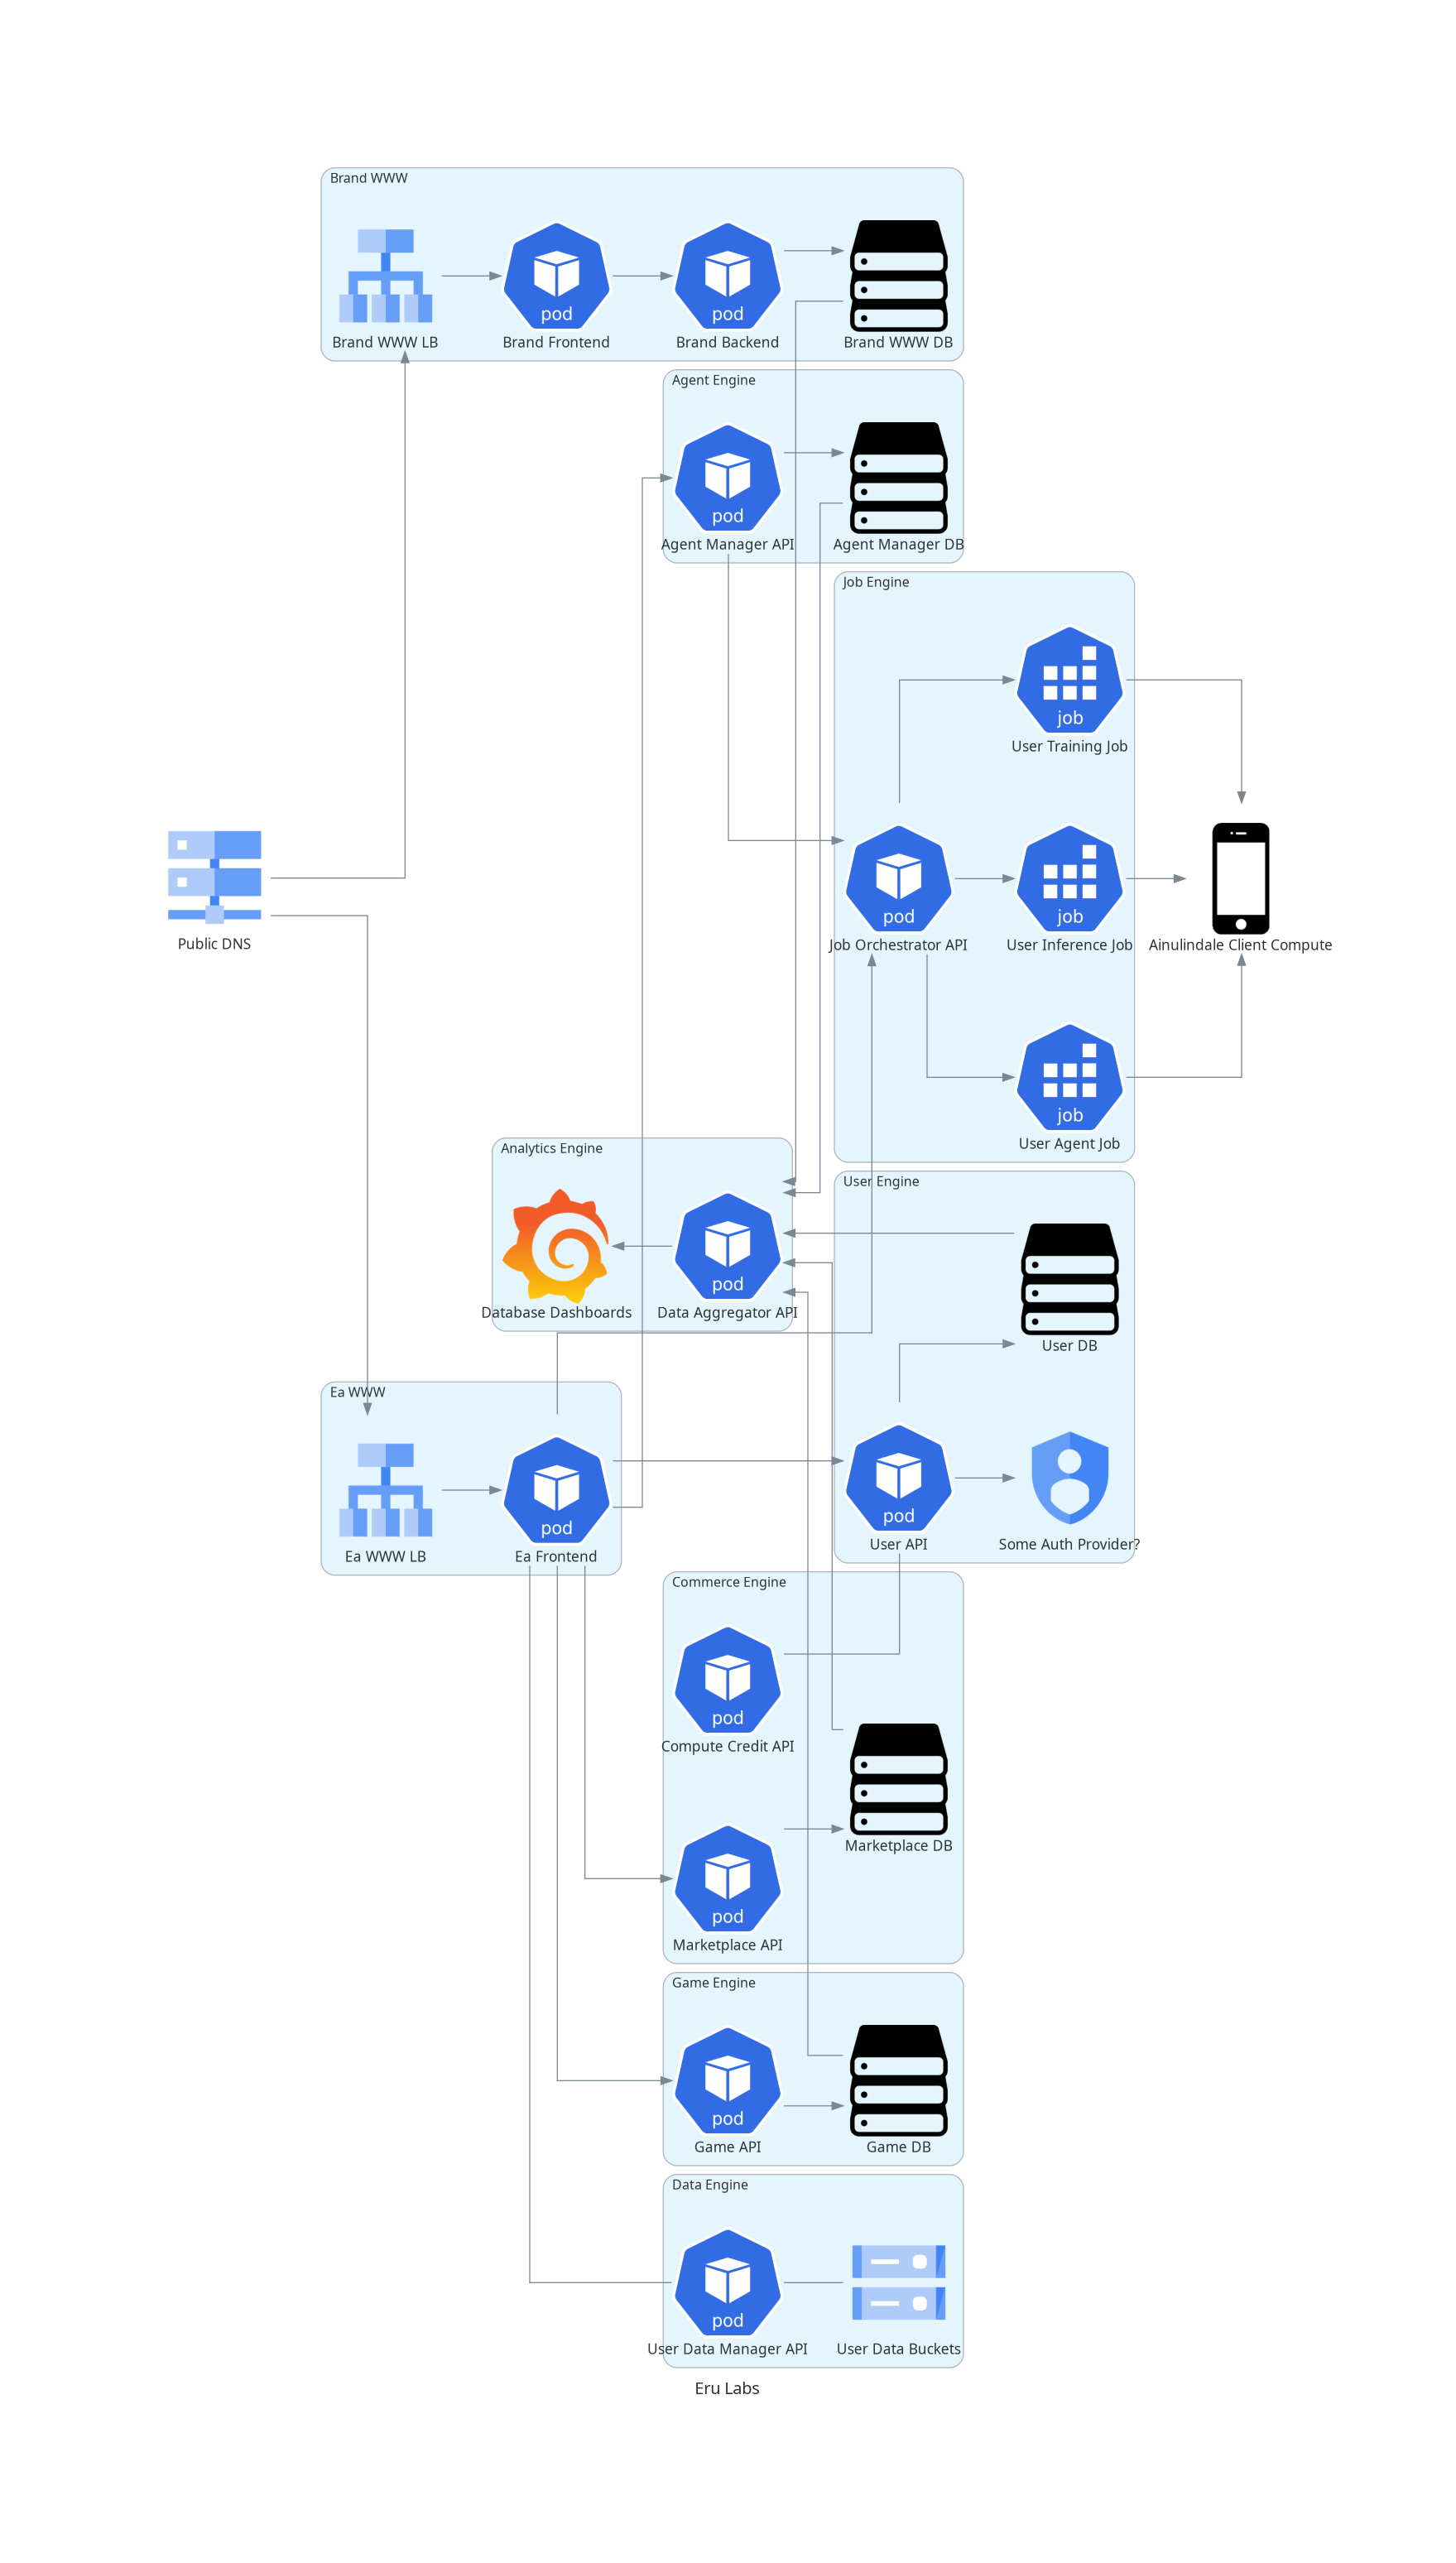 Brand WWW
pod
pod
Brand WWW LB
Brand Frontend
Brand Backend
Brand WWW DB
Agent Engine
pod
Agent Manager API
Agent Manager DB
Job Engine
job
User Training Job
Public DNS
pod
job
Job Orchestrator API
User Inference Job
Ainulindale Client Compute
job
User Agent Job
Analytics Engine
User Engine
pod
Database Dashboards
Data Aggregator API
User DB
Ea WWW
pod
pod
Ea WWW LB
Ea Frontend
User API
Some Auth Provider?
Commerce Engine
pod
Compute Credit API
Marketplace DB
pod
Marketplace API
Game Engine
pod
Game API
Game DB
Data Engine
pod
User Data Manager API
User Data Buckets
Eru Labs